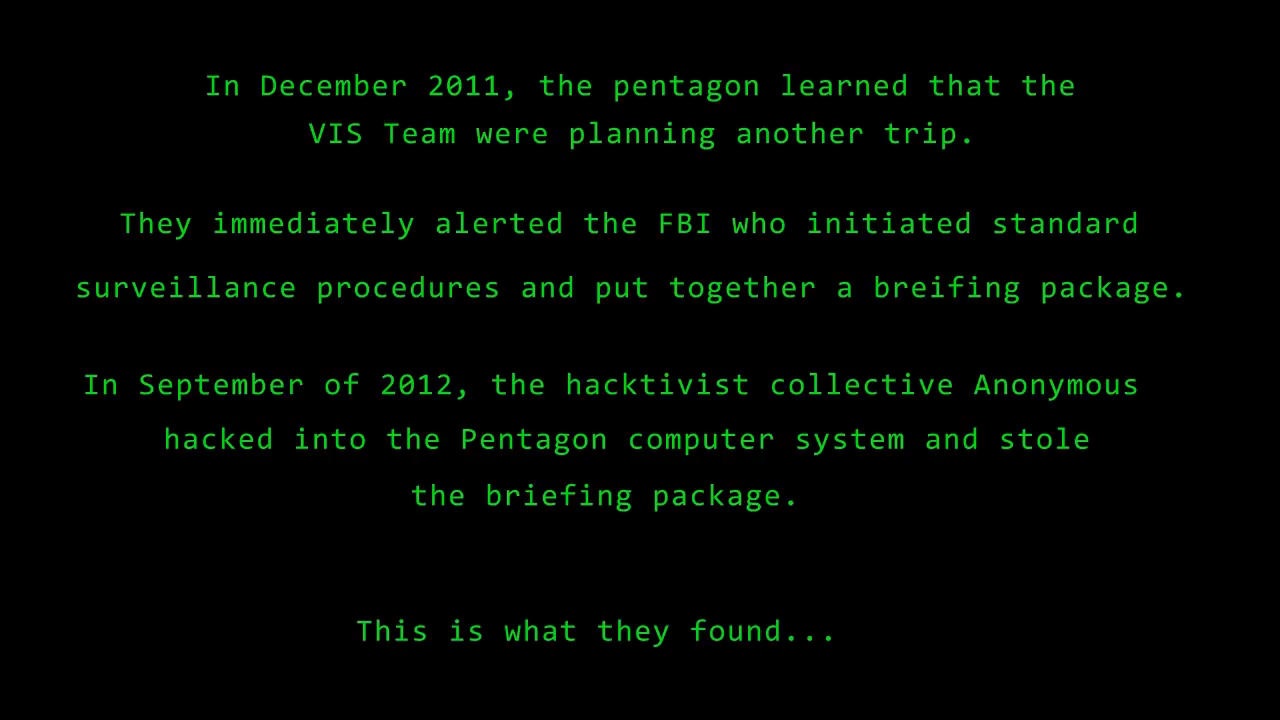 In December 2011, the pentagon learned that the
VIS Team were planning another trip.
They immediately alerted the FBI who initiated standard
surveillance procedures and put together a breifing package.
In September of 2012, the hacktivist collective Anonymous
hacked into the Pentagon computer system and stole
the briefing package.
This is what they found...